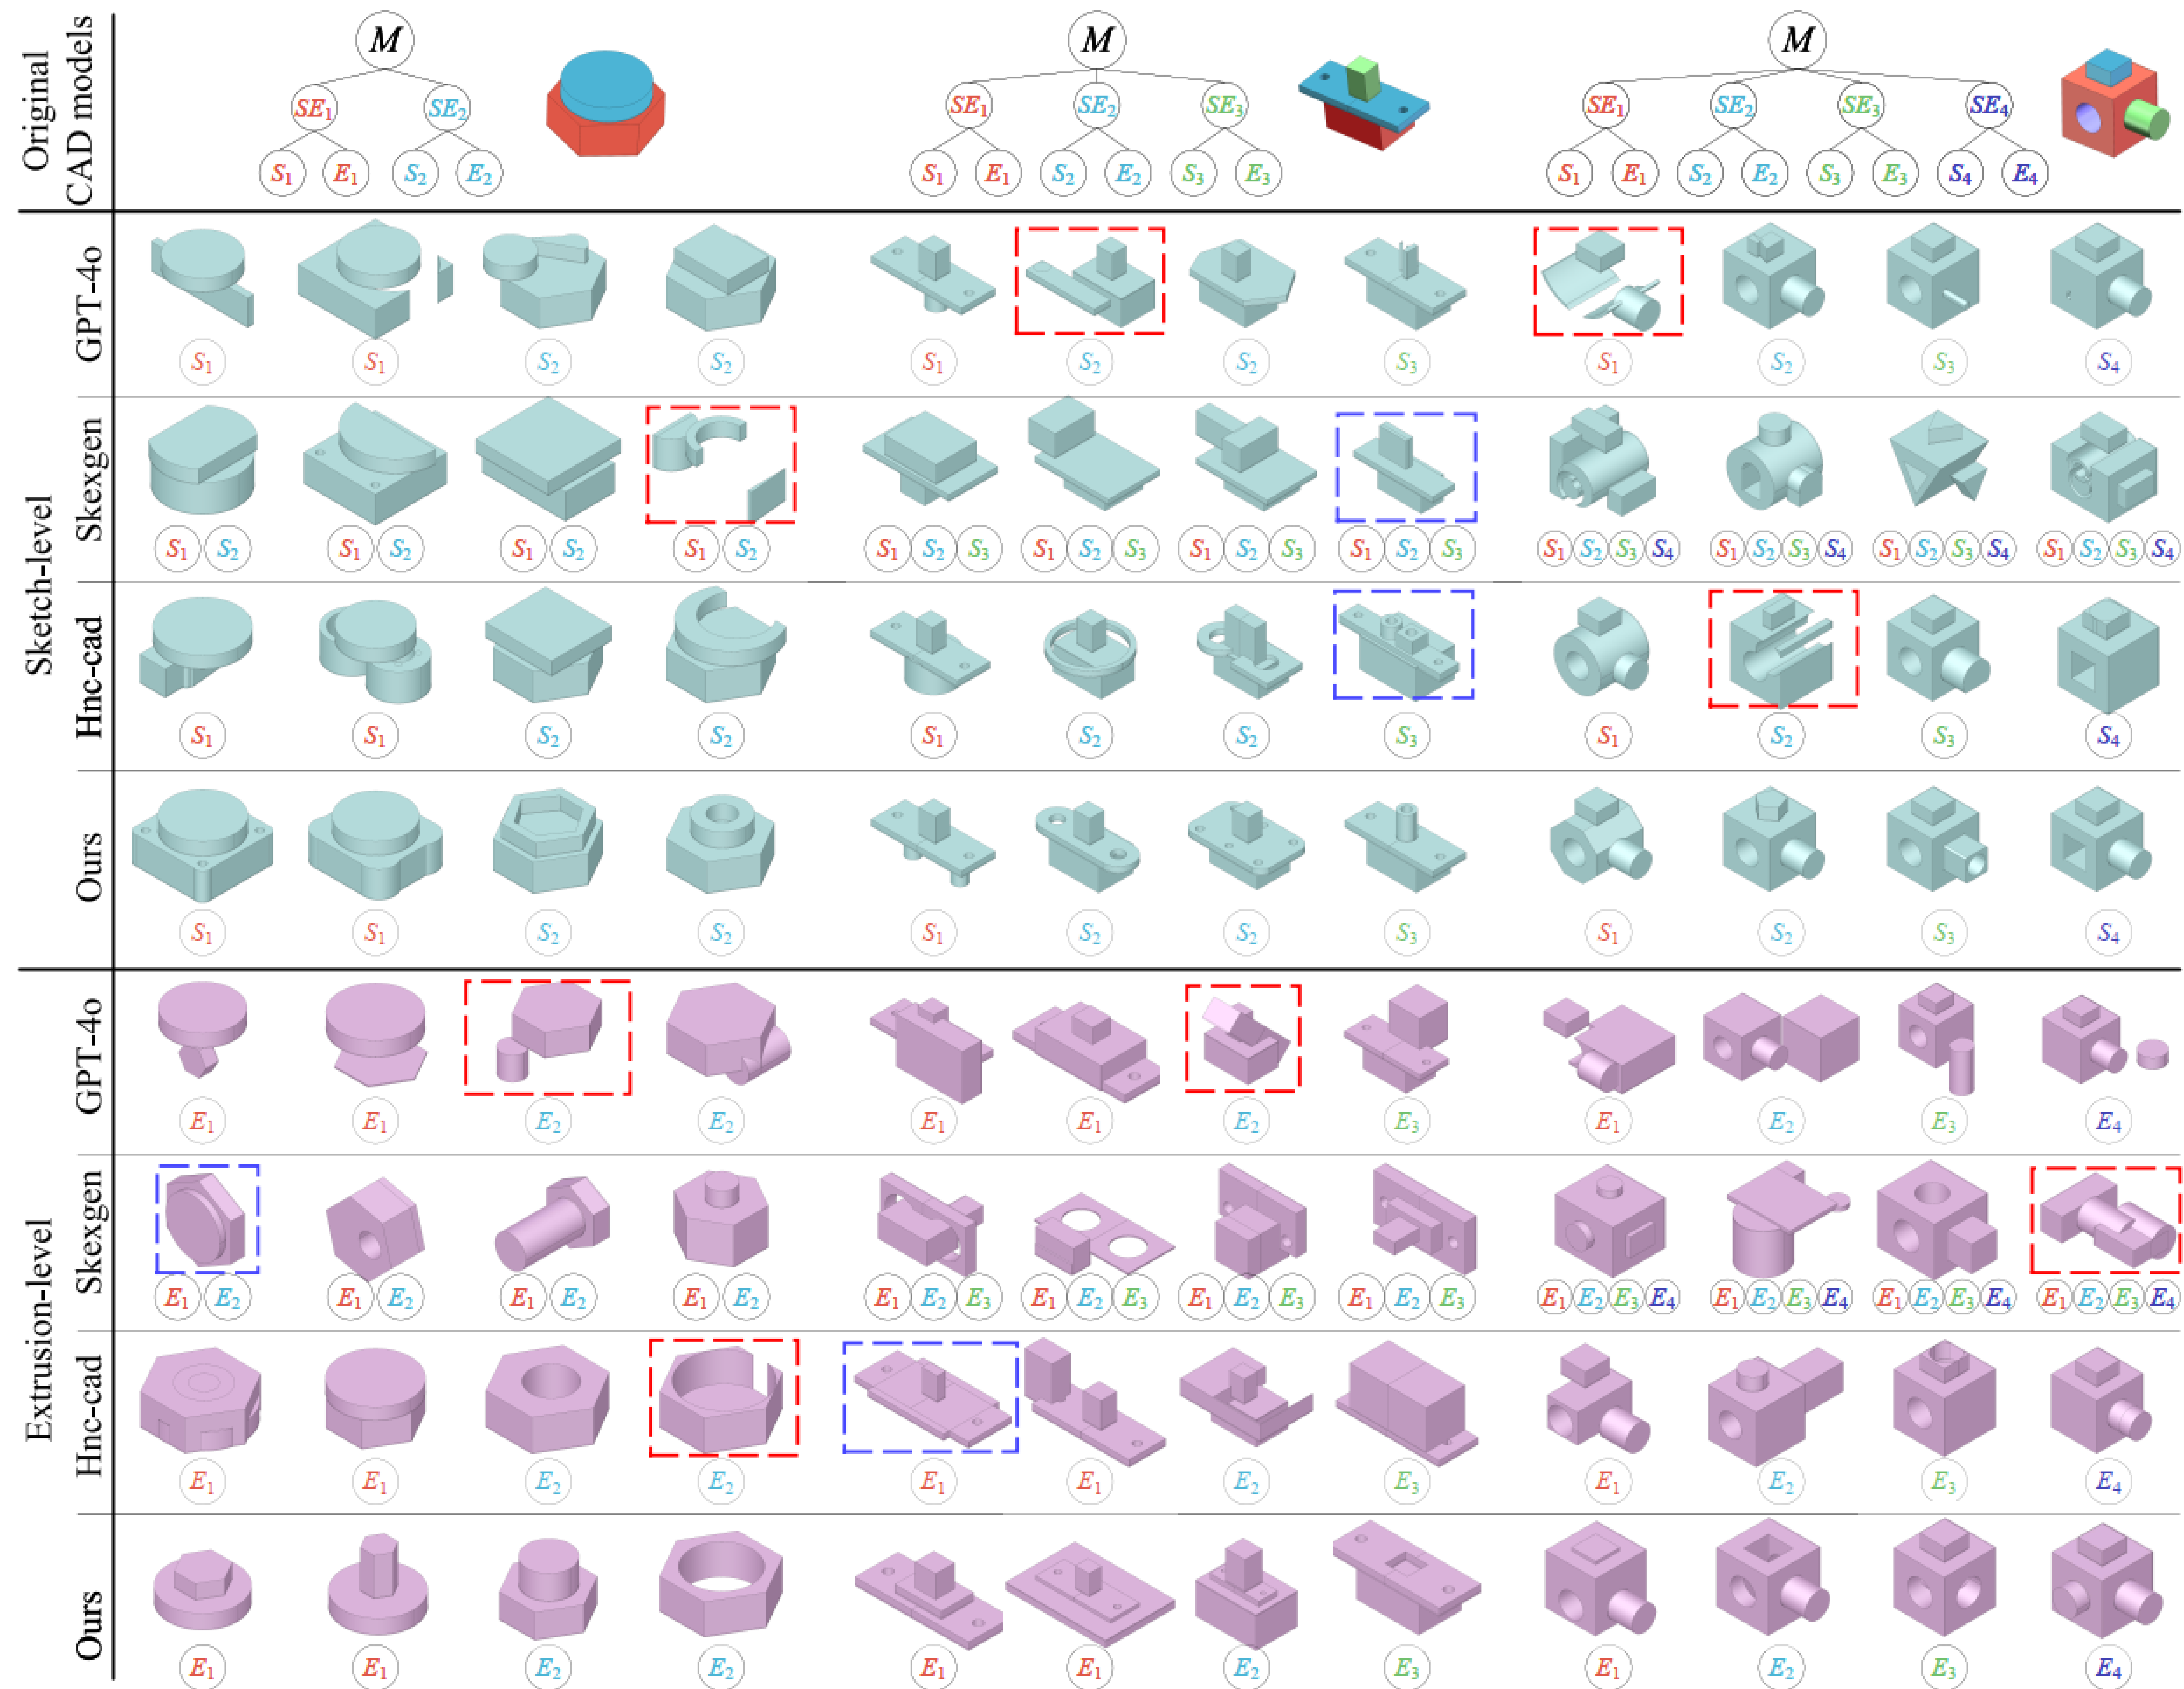 Original
CAD models
M M M
SE1 SE2 SE1 SE2 SE3 SE1 SE2 SE3 SE4
S1 E1 S2 E2 S1 E1 S2 E2 S3 E3 S1 E1 S2 E2 S3 E3 S4 E4
Sketch-level
GPT-4o
S1 S1 S2 S2 S1 S2 S2 S3 S1 S2 S3 S4
Skexgen
S1 S2 S1 S2 S1 S2 S1 S2 S1 S2 S3 S1 S2 S3 S1 S2 S3 S1 S2 S3 S1 S2 S3 S4 S1 S2 S3 S4 S1 S2 S3 S4 S1 S2 S3 S4
Hnc-cad
S1 S1 S2 S2 S1 S2 S2 S3 S1 S2 S3 S4
Ours
S1 S1 S2 S2 S1 S2 S2 S3 S1 S2 S3 S4
Extrusion-level
GPT-4o
E1 E1 E2 E2 E1 E1 E2 E3 E1 E2 E3 E4
Skexgen
E1 E2 E1 E2 E1 E2 E1 E2 E1 E2 E3 E1 E2 E3 E1 E2 E3 E1 E2 E3 E1 E2 E3 E4 E1 E2 E3 E4 E1 E2 E3 E4 E1 E2 E3 E4
Hnc-cad
E1 E1 E2 E2 E1 E1 E2 E3 E1 E2 E3 E4
Ours
E1 E1 E2 E2 E1 E1 E2 E3 E1 E2 E3 E4